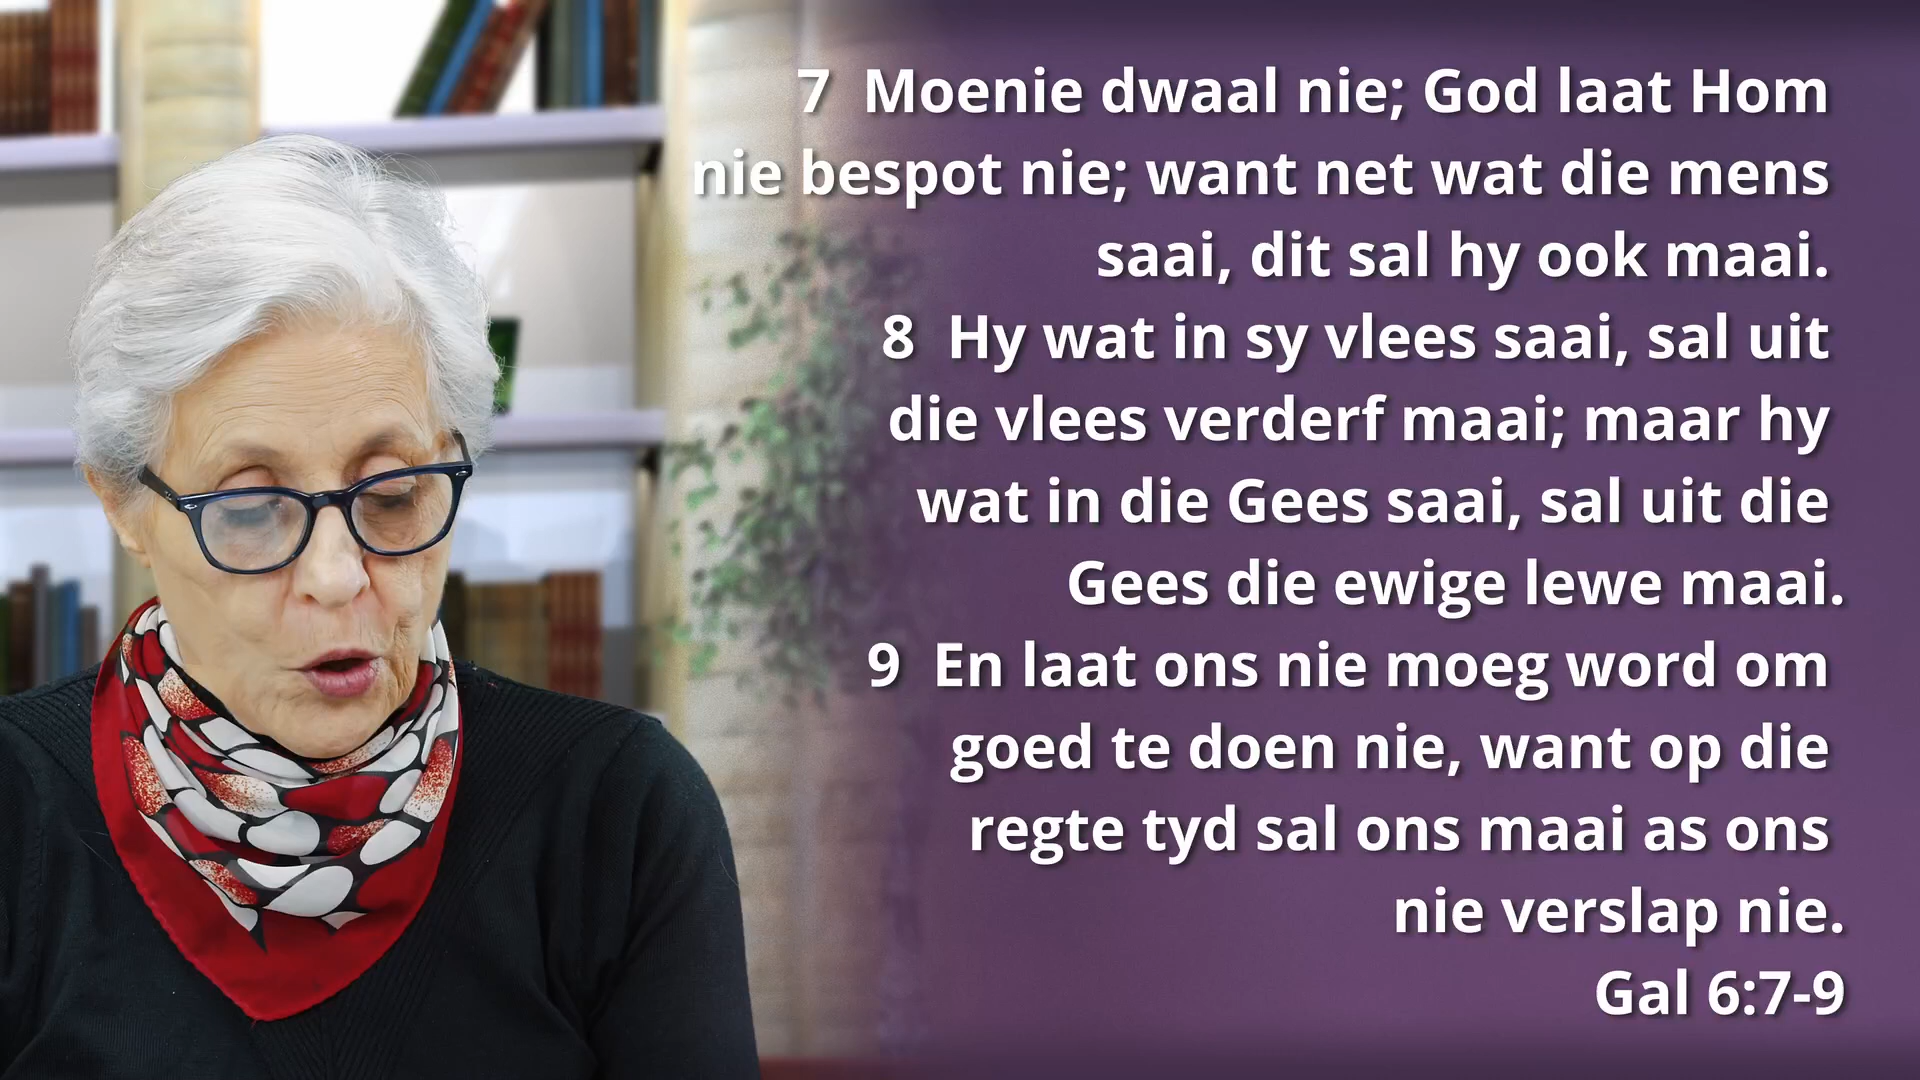 7 Moenie dwaal nie; God laat Hom
nie bespot nie; want net wat die mens
saai, dit sal hy ook maai.
8 Hy wat in sy vlees saai, sal uit
die vlees verderf maai; maar hy
wat in die Gees saai, sal uit die
Gees die ewige lewe maai.
9 En laat ons nie moeg word om
goed te doen nie, want op die
regte tyd sal ons maai as ons
nie verslap nie.
Gal 6:7-9